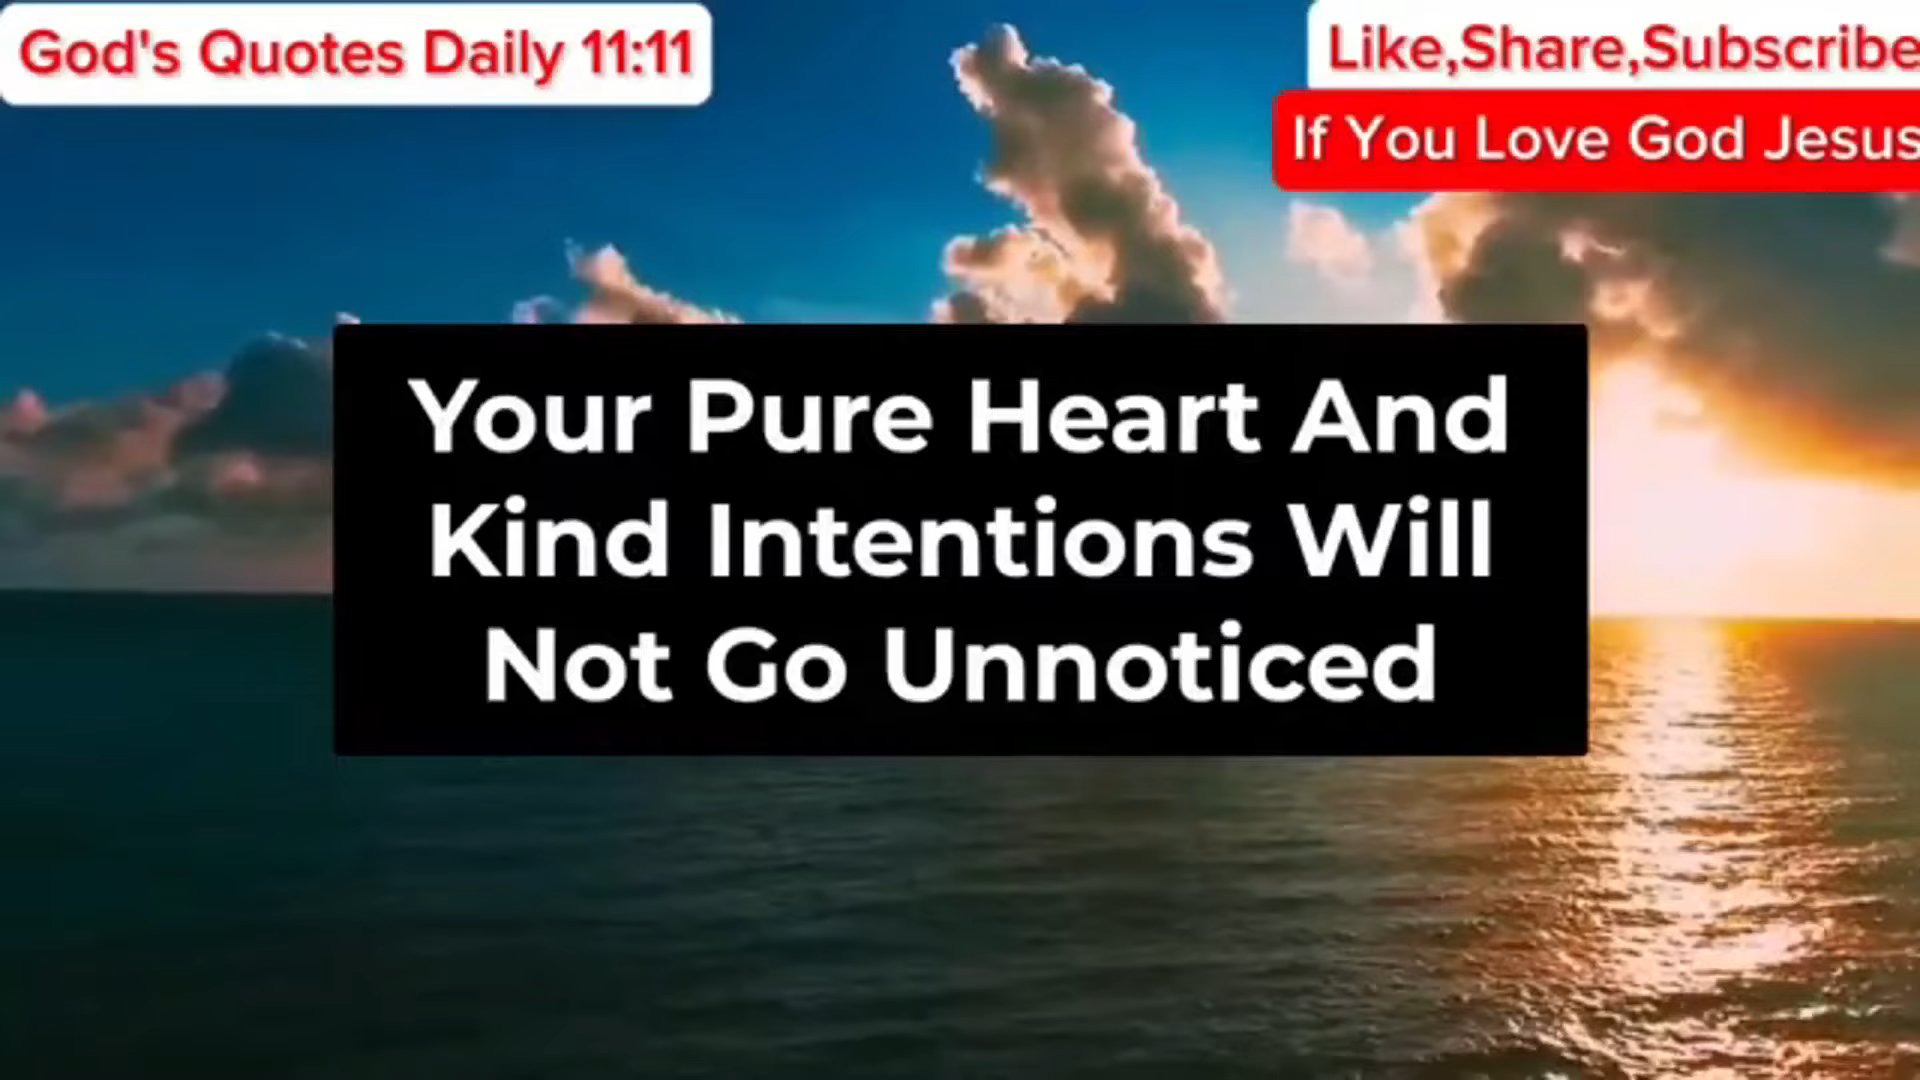 God's Quotes Daily 11:11
Like,Share,Subscribe
If You Love God Jesus
Your Pure Heart And
Kind Intentions Will
Not Go Unnoticed